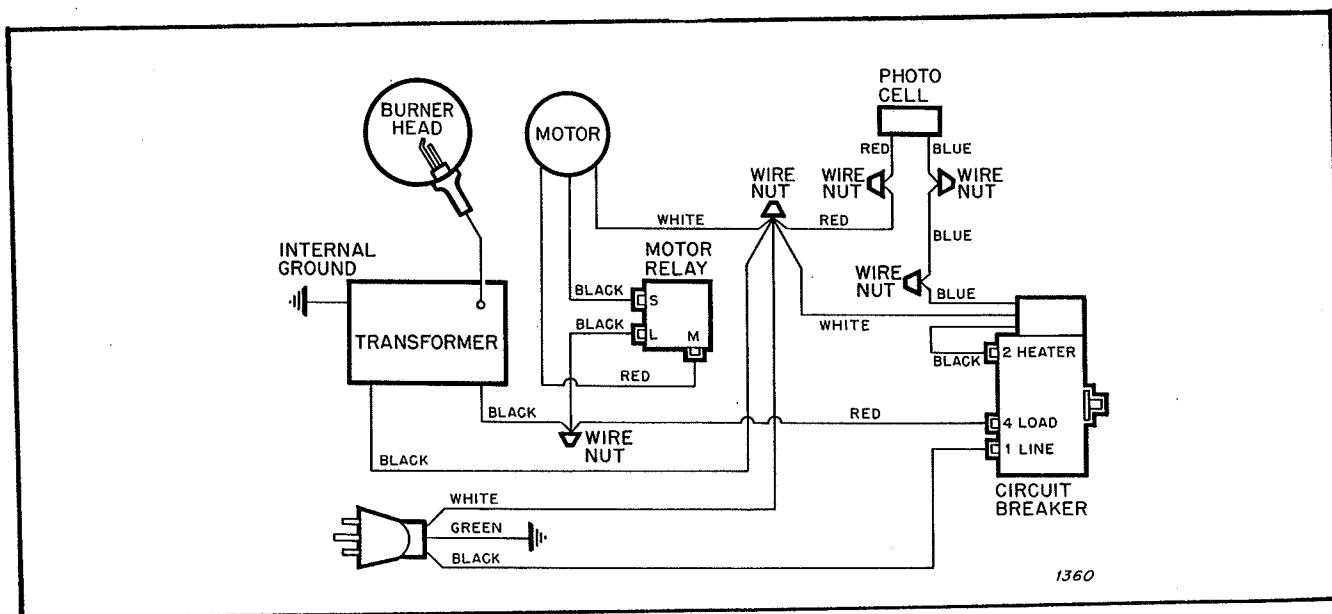 PHOTO
CELL
BURNER
HEAD
MOTOR
RED
BLUE
WIRE
NUT
WIRE
NUT
WIRE
NUT
WHITE
RED
BLUE
INTERNAL
GROUND
MOTOR
RELAY
WIRE
NUT
BLACK
S
BLUE
BLACK
L
M
WHITE
TRANSFORMER
BLACK
2 HEATER
RED
BLACK
RED
4 LOAD
WIRE
NUT
1 LINE
BLACK
CIRCUIT
BREAKER
WHITE
GREEN
BLACK
1360